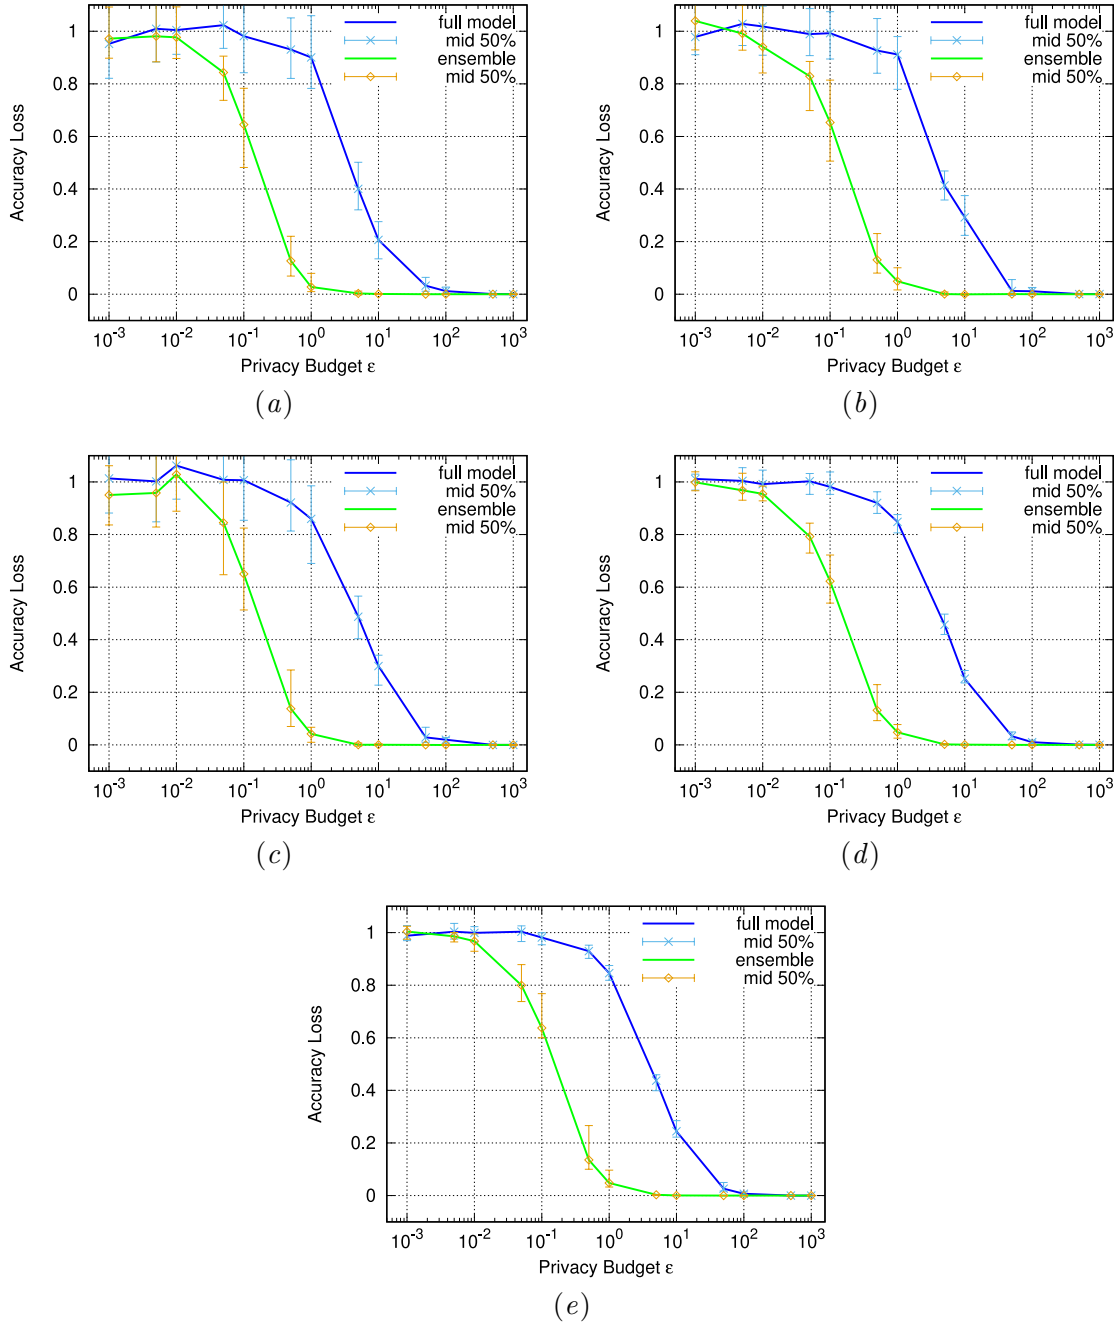 full model
mid 50%
ensemble
mid 50%
1
0.8
0.6
0.4
0.2
0
Accuracy Loss
10^-3 10^-2 10^-1 10^0 10^1 10^2 10^3
Privacy Budget ε
(a)
full model
mid 50%
ensemble
mid 50%
1
0.8
0.6
0.4
0.2
0
Accuracy Loss
10^-3 10^-2 10^-1 10^0 10^1 10^2 10^3
Privacy Budget ε
(b)
full model
mid 50%
ensemble
mid 50%
1
0.8
0.6
0.4
0.2
0
Accuracy Loss
10^-3 10^-2 10^-1 10^0 10^1 10^2 10^3
Privacy Budget ε
(c)
full model
mid 50%
ensemble
mid 50%
1
0.8
0.6
0.4
0.2
0
Accuracy Loss
10^-3 10^-2 10^-1 10^0 10^1 10^2 10^3
Privacy Budget ε
(d)
full model
mid 50%
ensemble
mid 50%
1
0.8
0.6
0.4
0.2
0
Accuracy Loss
10^-3 10^-2 10^-1 10^0 10^1 10^2 10^3
Privacy Budget ε
(e)